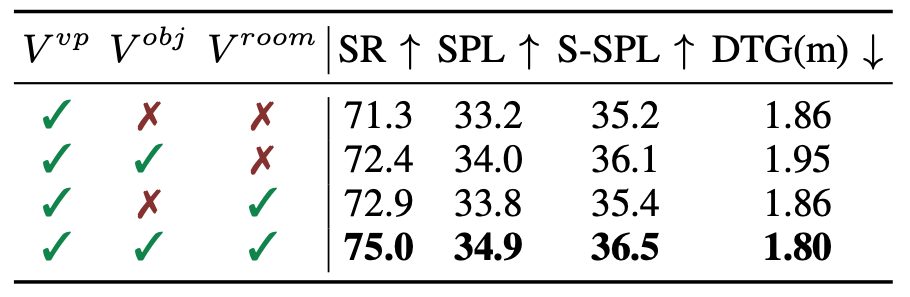 V^{vp} V^{obj} V^{room} SR ↑ SPL ↑ S-SPL ↑ DTG(m) ↓
✓ ✗ ✗ 71.3 33.2 35.2 1.86
✓ ✓ ✗ 72.4 34.0 36.1 1.95
✓ ✗ ✓ 72.9 33.8 35.4 1.86
✓ ✓ ✓ 75.0 34.9 36.5 1.80